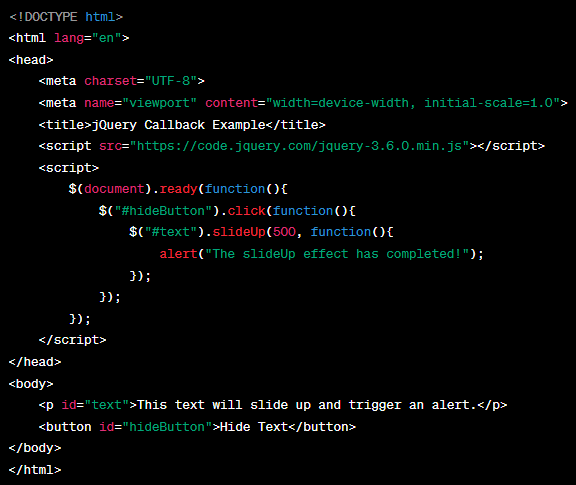 <!DOCTYPE html>
<html lang="en">
<head>
    <meta charset="UTF-8">
    <meta name="viewport" content="width=device-width, initial-scale=1.0">
    <title>jQuery Callback Example</title>
    <script src="https://code.jquery.com/jquery-3.6.0.min.js"></script>
    <script>
        $(document).ready(function(){
            $("#hideButton").click(function(){
                $("#text").slideUp(500, function(){
                    alert("The slideUp effect has completed!");
                });
            });
        });
    </script>
</head>
<body>
    <p id="text">This text will slide up and trigger an alert.</p>
    <button id="hideButton">Hide Text</button>
</body>
</html>